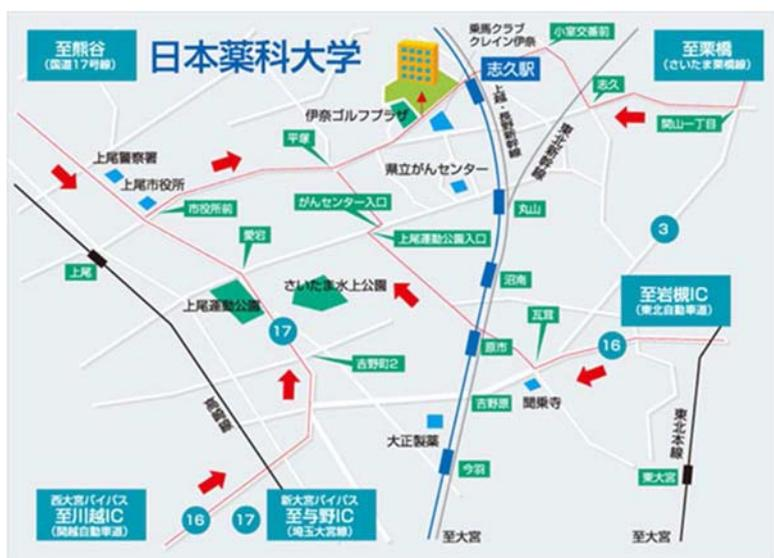 至熊谷
(国道17号線)
日本薬科大学
乗馬クラブ
クレイン伊奈
小室交番前
至栗橋
(さいたま栗橋線)
志久駅
志久
伊奈ゴルフプラザ
上越・長野新幹線
東北新幹線
開山一丁目
平塚
上尾警察署
上尾市役所
県立がんセンター
市役所前
がんセンター入口
丸山
愛宕
上尾運動公園入口
3
上尾
さいたま水上公園
沼南
至岩槻IC
(東北自動車道)
上尾運動公園
17
原市
瓦葺
16
吉野町2
高崎線
吉野原
聞乗寺
大正製薬
東北本線
今羽
東大宮
西大宮バイパス
至川越IC
(関越自動車道)
16
17
新大宮バイパス
至与野IC
(埼玉大宮線)
至大宮
至大宮